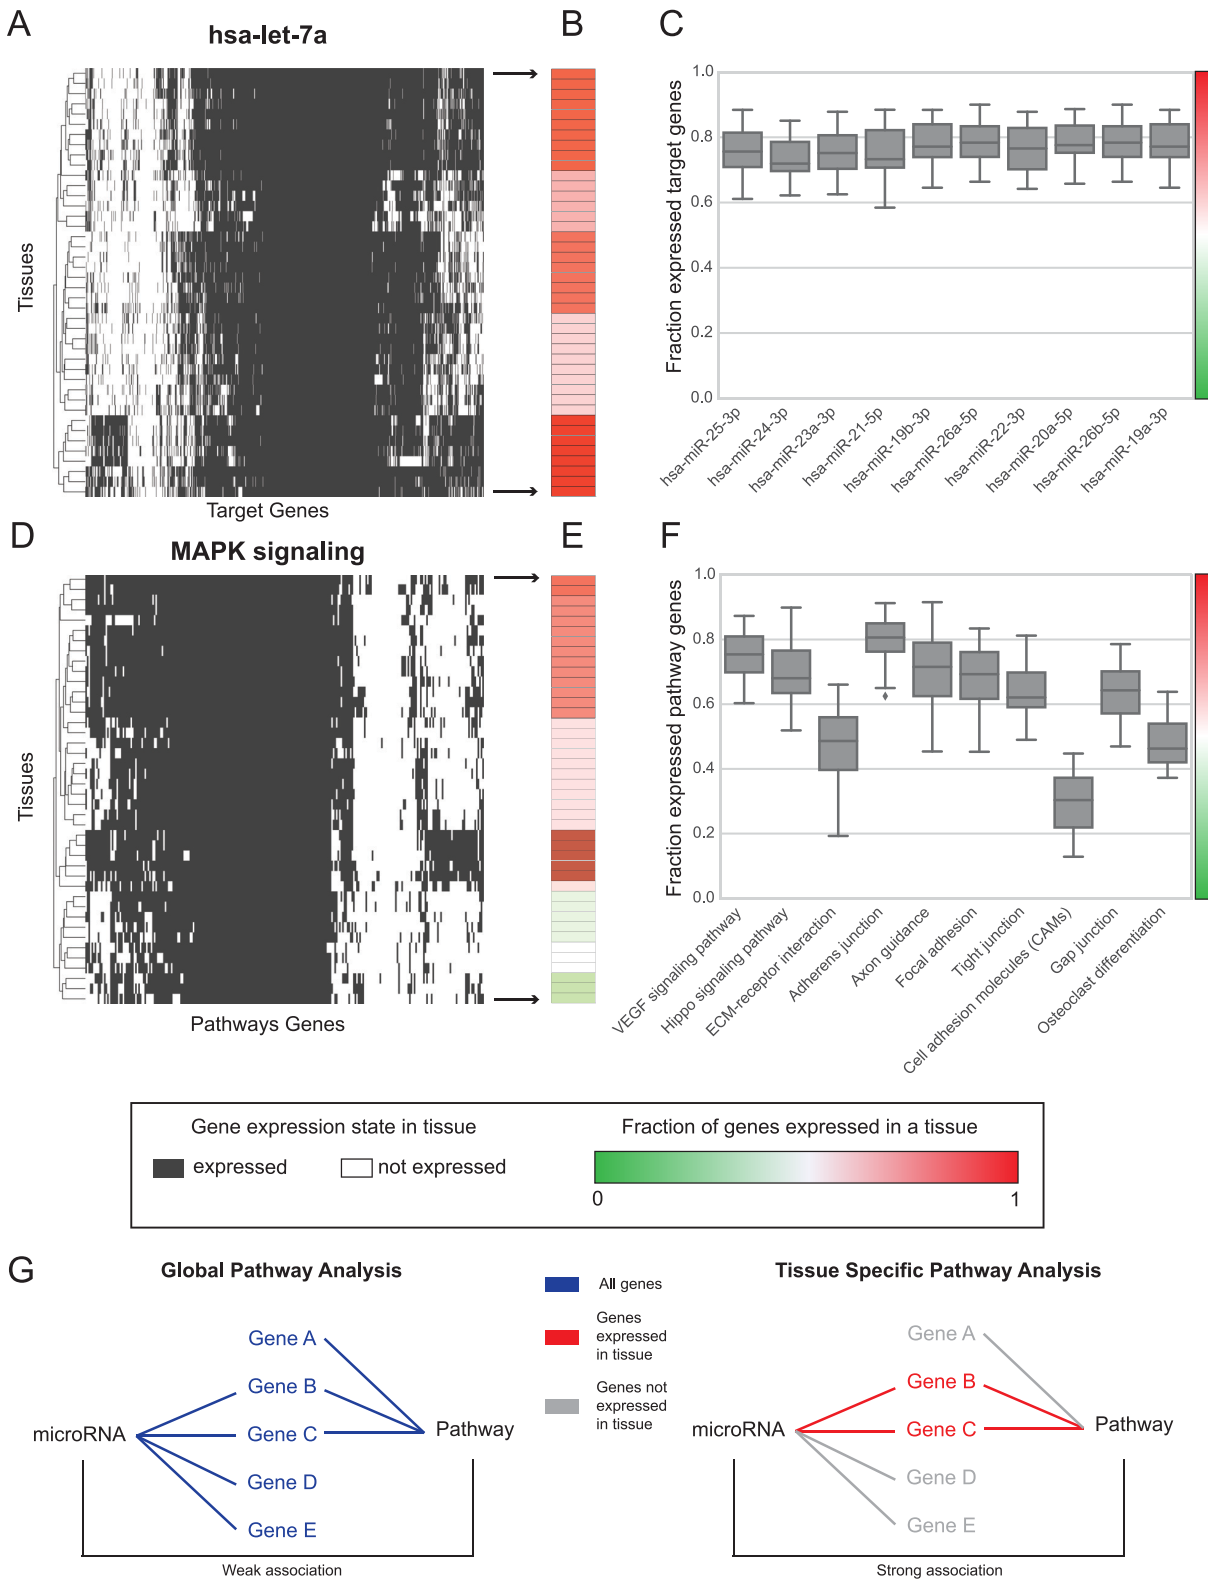 A
hsa-let-7a
B
C
Tissues
Target Genes
Fraction expressed target genes
1.0
0.8
0.6
0.4
0.2
0.0
hsa-miR-25-3p
hsa-miR-24-3p
hsa-miR-23a-3p
hsa-miR-21-5p
hsa-miR-19b-3p
hsa-miR-26a-5p
hsa-miR-22-3p
hsa-miR-20a-5p
hsa-miR-26b-5p
hsa-miR-19a-3p
D
MAPK signaling
E
F
Tissues
Pathways Genes
Fraction expressed pathway genes
1.0
0.8
0.6
0.4
0.2
0.0
VEGF signaling pathway
Hippo signaling pathway
ECM-receptor interaction
Adherens junction
Axon guidance
Focal adhesion
Tight junction
Cell adhesion molecules (CAMs)
Gap junction
Osteoclast differentiation
Gene expression state in tissue
expressed
not expressed
Fraction of genes expressed in a tissue
0
1
G
Global Pathway Analysis
microRNA
Gene A
Gene B
Gene C
Gene D
Gene E
Pathway
Weak association
All genes
Genes
expressed
in tissue
Genes not
expressed
in tissue
Tissue Specific Pathway Analysis
microRNA
Gene A
Gene B
Gene C
Gene D
Gene E
Pathway
Strong association